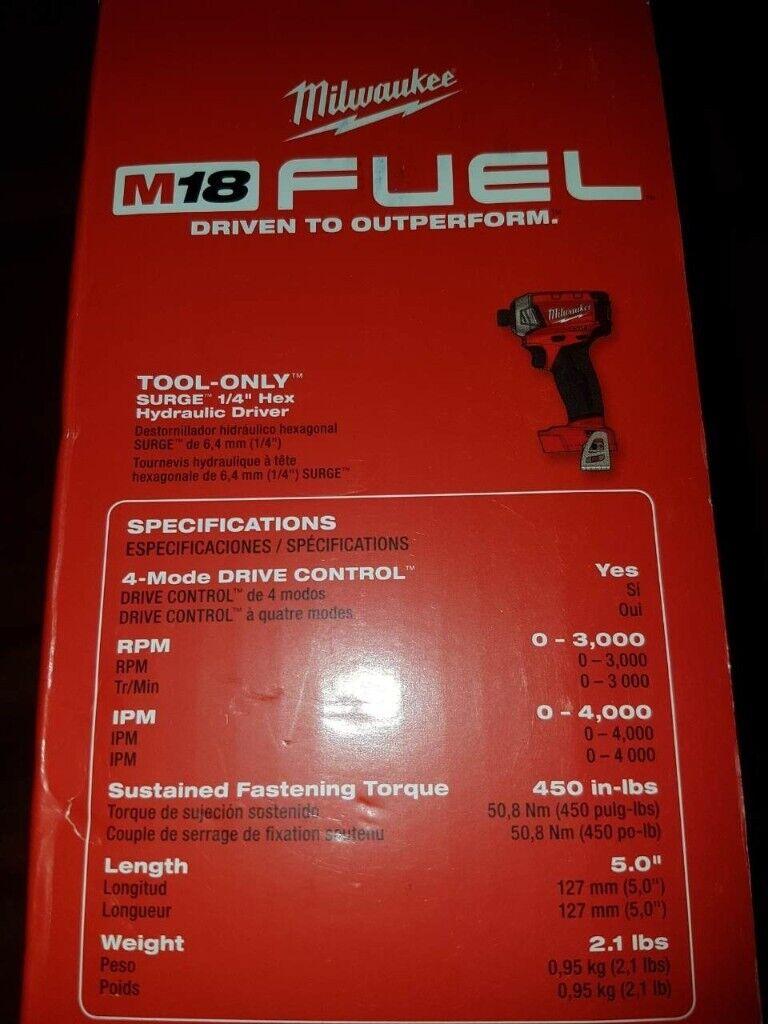 Milwaukee
M18 FUEL™
DRIVEN TO OUTPERFORM.™
Milwaukee
TOOL-ONLY™
SURGE™ 1/4" Hex
Hydraulic Driver
Destornillador hidráulico hexagonal
SURGE™ de 6,4 mm (1/4")
Tournevis hydraulique à tête
hexagonale de 6,4 mm (1/4") SURGE™
SPECIFICATIONS
ESPECIFICACIONES / SPÉCIFICATIONS
4-Mode DRIVE CONTROL™ Yes
DRIVE CONTROL™ de 4 modos Sí
DRIVE CONTROL™ à quatre modes Oui
RPM 0 – 3,000
RPM 0 – 3,000
Tr/Min 0 – 3 000
IPM 0 – 4,000
IPM 0 – 4,000
IPM 0 – 4 000
Sustained Fastening Torque 450 in-lbs
Torque de sujeción sostenido 50,8 Nm (450 pulg-lbs)
Couple de serrage de fixation soutenu 50,8 Nm (450 po-lb)
Length 5.0"
Longitud 127 mm (5,0")
Longueur 127 mm (5,0")
Weight 2.1 lbs
Peso 0,95 kg (2,1 lbs)
Poids 0,95 kg (2,1 lb)